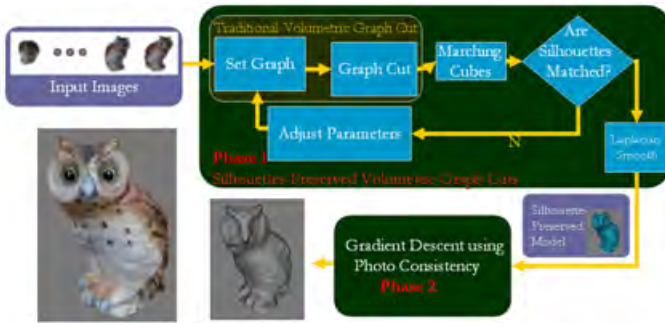 Traditional Volumetric Graph Cut
Input Images
Set Graph
Graph Cut
Marching
Cubes
Are
Silhouettes
Matched?
Adjust Parameters
N
Phase 1
Silhouettes-Preserved Volumetric Graph Cuts
Laplacian
Smooth
Silhouette-
Preserved
Model
Gradient Descent using
Photo Consistency
Phase 2